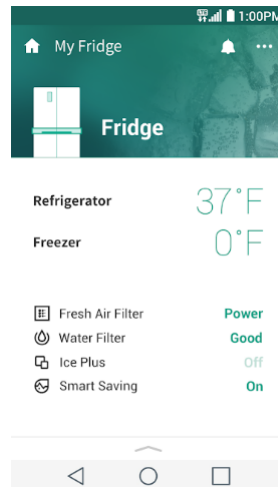 1:00PM
My Fridge
Fridge
Refrigerator 37°F
Freezer 0°F
Fresh Air Filter Power
Water Filter Good
Ice Plus Off
Smart Saving On